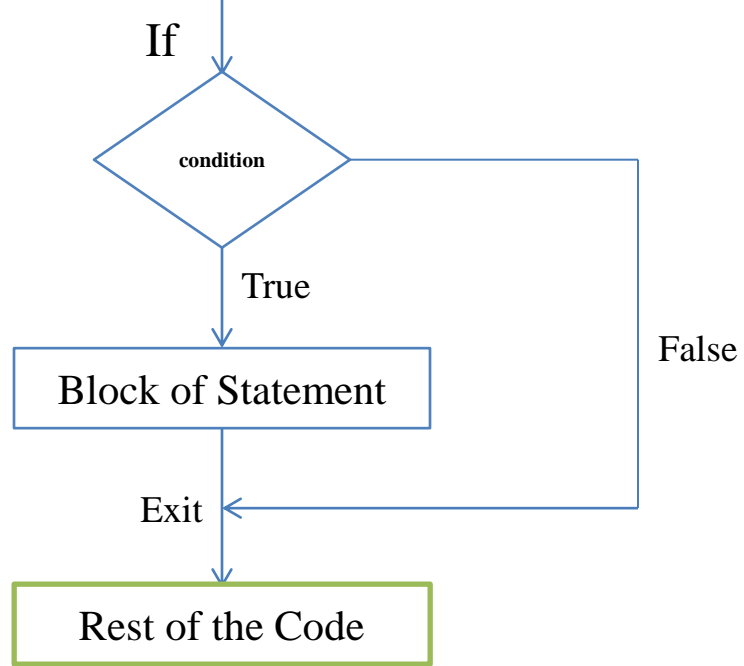 If
condition
True
False
Block of Statement
Exit
Rest of the Code